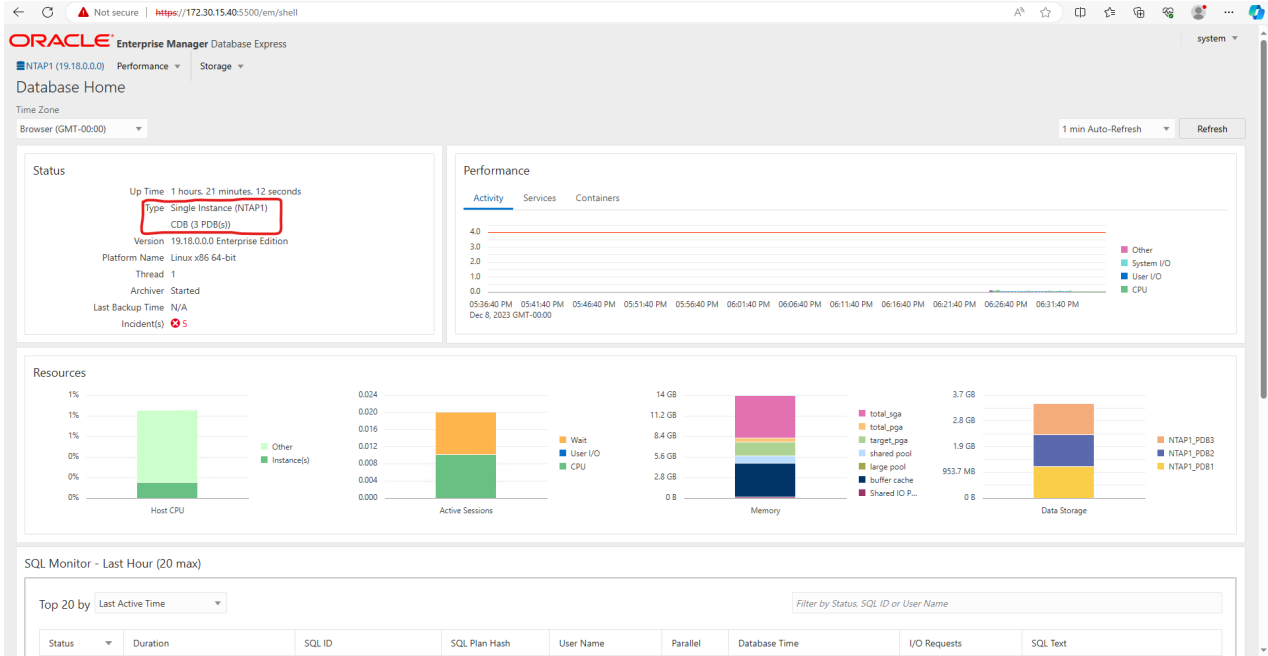 Not secure https://172.30.15.40:5500/em/shell
ORACLE Enterprise Manager Database Express
system
NTAP1 (19.18.0.0.0) Performance Storage
Database Home
Time Zone
Browser (GMT-00:00)
1 min Auto-Refresh Refresh
Status
Up Time 1 hours, 21 minutes, 12 seconds
Type Single Instance (NTAP1)
CDB (3 PDB(s))
Version 19.18.0.0.0 Enterprise Edition
Platform Name Linux x86 64-bit
Thread 1
Archiver Started
Last Backup Time N/A
Incident(s) 5
Performance
Activity Services Containers
4.0
3.0
2.0
1.0
0.0
05:36:40 PM 05:41:40 PM 05:46:40 PM 05:51:40 PM 05:56:40 PM 06:01:40 PM 06:06:40 PM 06:11:40 PM 06:16:40 PM 06:21:40 PM 06:26:40 PM 06:31:40 PM
Dec 8, 2023 GMT-00:00
Other
System I/O
User I/O
CPU
Resources
1%
1%
1%
0%
0%
0%
Host CPU
Other
Instance(s)
0.024
0.020
0.016
0.012
0.008
0.004
0.000
Active Sessions
Wait
User I/O
CPU
14 GB
11.2 GB
8.4 GB
5.6 GB
2.8 GB
0 B
Memory
total_sga
total_pga
target_pga
shared pool
large pool
buffer cache
Shared IO P...
3.7 GB
2.8 GB
1.9 GB
953.7 MB
0 B
Data Storage
NTAP1_PDB3
NTAP1_PDB2
NTAP1_PDB1
SQL Monitor - Last Hour (20 max)
Top 20 by Last Active Time
Filter by Status, SQL ID or User Name
Status Duration SQL ID SQL Plan Hash User Name Parallel Database Time I/O Requests SQL Text